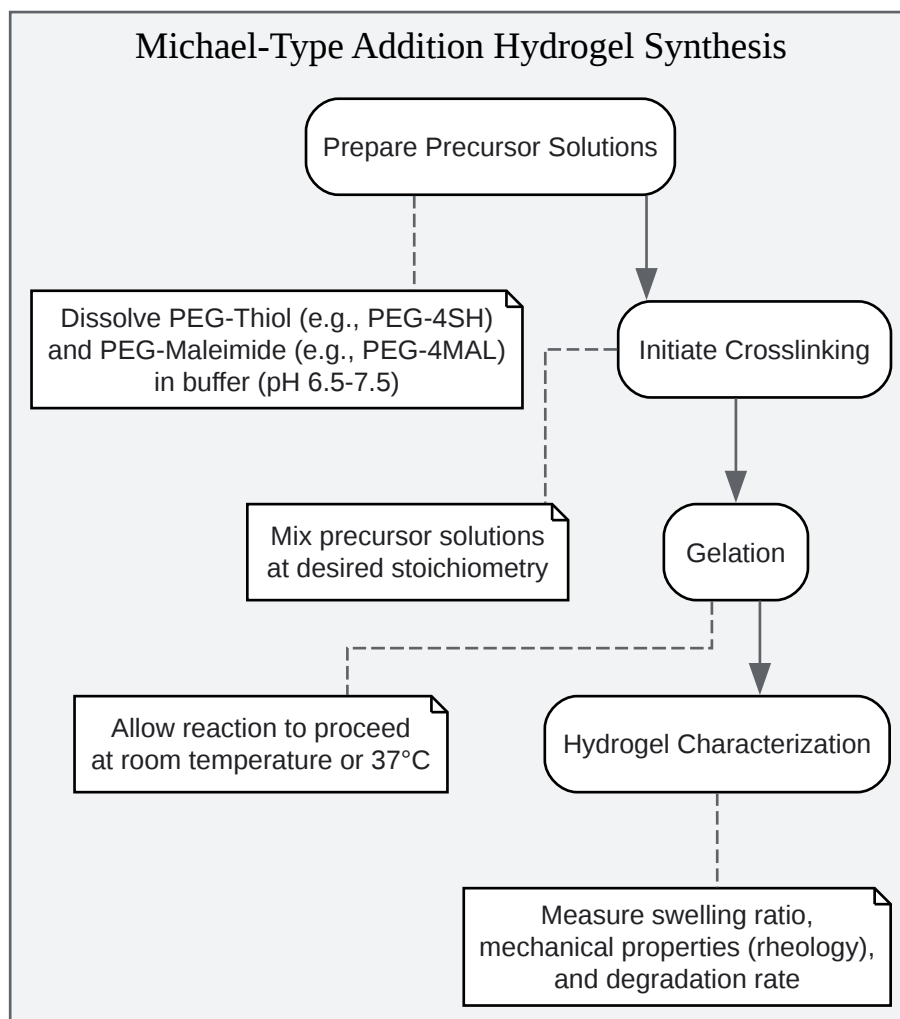 Michael-Type Addition Hydrogel Synthesis
Prepare Precursor Solutions
Dissolve PEG-Thiol (e.g., PEG-4SH)
and PEG-Maleimide (e.g., PEG-4MAL)
in buffer (pH 6.5-7.5)
Initiate Crosslinking
Mix precursor solutions
at desired stoichiometry
Gelation
Allow reaction to proceed
at room temperature or 37°C
Hydrogel Characterization
Measure swelling ratio,
mechanical properties (rheology),
and degradation rate